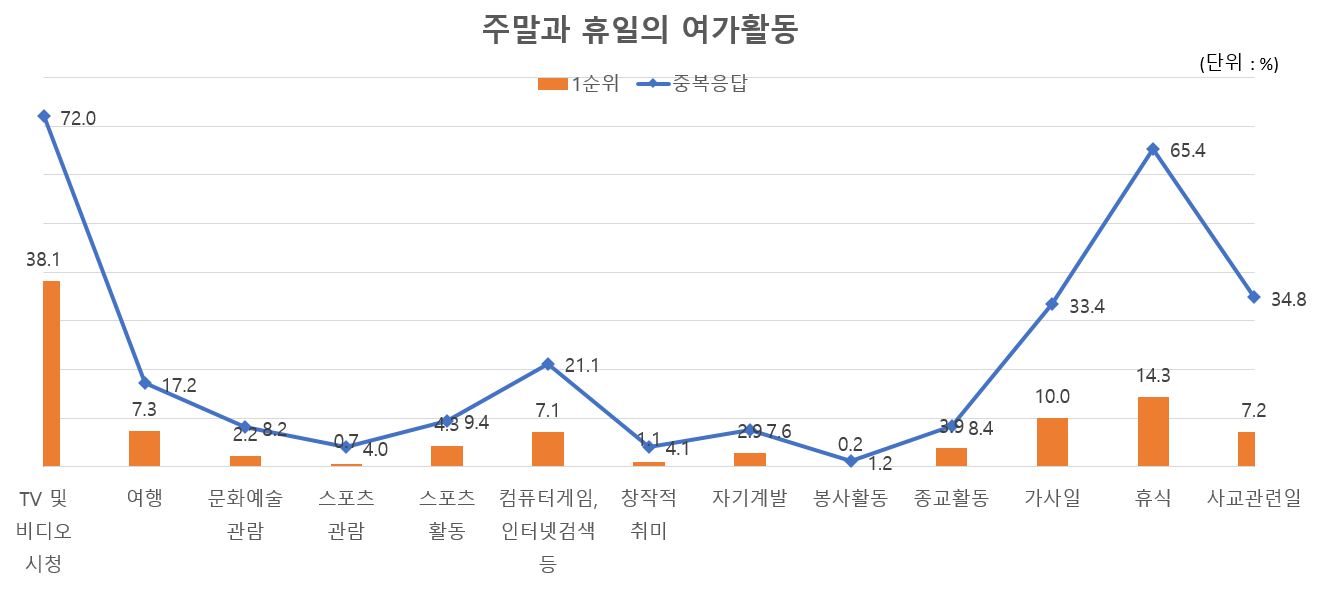 주말과 휴일의 여가활동
(단위 : %)
1순위 중복응답
72.0
65.4
38.1
34.8
33.4
21.1
17.2
14.3
7.3
7.1
10.0
7.2
2.2 8.2
0.7 4.0
4.3 9.4
1.1 4.1
2.9 7.6
0.2 1.2
3.9 8.4
TV 및
비디오
시청
여행
문화예술
관람
스포츠
관람
스포츠
활동
컴퓨터게임,
인터넷검색
등
창작적
취미
자기계발
봉사활동
종교활동
가사일
휴식
사교관련일